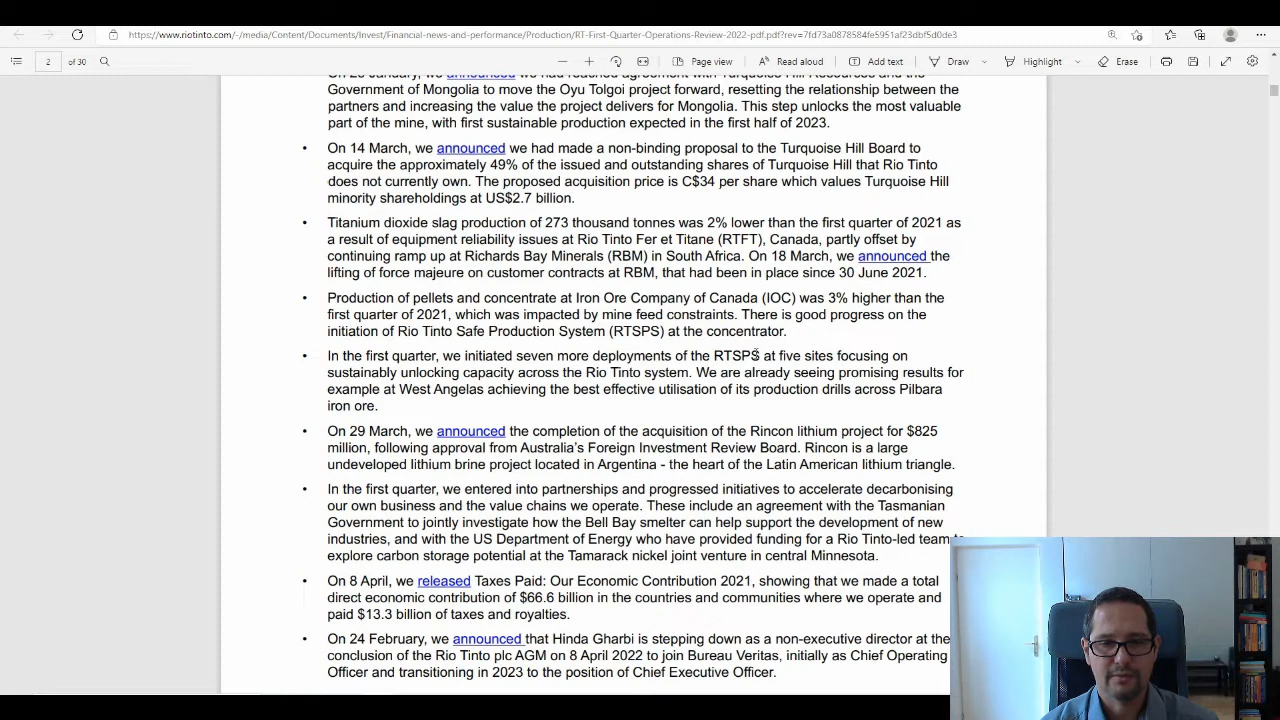 https://www.riotinto.com/-/media/Content/Documents/Invest/Financial-news-and-performance/Production/RT-First-Quarter-Operations-Review-2022-pdf.pdf?rev=7fd73a0878584fe5951af23dbf5d0de3
2 of 30
Page view
Read aloud
Add text
Draw
Highlight
Erase
we announced we had reached agreement with Turquoise Hill Resources and the
Government of Mongolia to move the Oyu Tolgoi project forward, resetting the relationship between the
partners and increasing the value the project delivers for Mongolia. This step unlocks the most valuable
part of the mine, with first sustainable production expected in the first half of 2023.
• On 14 March, we announced we had made a non-binding proposal to the Turquoise Hill Board to
acquire the approximately 49% of the issued and outstanding shares of Turquoise Hill that Rio Tinto
does not currently own. The proposed acquisition price is C$34 per share which values Turquoise Hill
minority shareholdings at US$2.7 billion.
• Titanium dioxide slag production of 273 thousand tonnes was 2% lower than the first quarter of 2021 as
a result of equipment reliability issues at Rio Tinto Fer et Titane (RTFT), Canada, partly offset by
continuing ramp up at Richards Bay Minerals (RBM) in South Africa. On 18 March, we announced the
lifting of force majeure on customer contracts at RBM, that had been in place since 30 June 2021.
• Production of pellets and concentrate at Iron Ore Company of Canada (IOC) was 3% higher than the
first quarter of 2021, which was impacted by mine feed constraints. There is good progress on the
initiation of Rio Tinto Safe Production System (RTSPS) at the concentrator.
• In the first quarter, we initiated seven more deployments of the RTSPS at five sites focusing on
sustainably unlocking capacity across the Rio Tinto system. We are already seeing promising results for
example at West Angelas achieving the best effective utilisation of its production drills across Pilbara
iron ore.
• On 29 March, we announced the completion of the acquisition of the Rincon lithium project for $825
million, following approval from Australia's Foreign Investment Review Board. Rincon is a large
undeveloped lithium brine project located in Argentina - the heart of the Latin American lithium triangle.
• In the first quarter, we entered into partnerships and progressed initiatives to accelerate decarbonising
our own business and the value chains we operate. These include an agreement with the Tasmanian
Government to jointly investigate how the Bell Bay smelter can help support the development of new
industries, and with the US Department of Energy who have provided funding for a Rio Tinto-led team
explore carbon storage potential at the Tamarack nickel joint venture in central Minnesota.
• On 8 April, we released Taxes Paid: Our Economic Contribution 2021, showing that we made a total
direct economic contribution of $66.6 billion in the countries and communities where we operate and
paid $13.3 billion of taxes and royalties.
• On 24 February, we announced that Hinda Gharbi is stepping down as a non-executive director at the
conclusion of the Rio Tinto plc AGM on 8 April 2022 to join Bureau Veritas, initially as Chief Operating
Officer and transitioning in 2023 to the position of Chief Executive Officer.